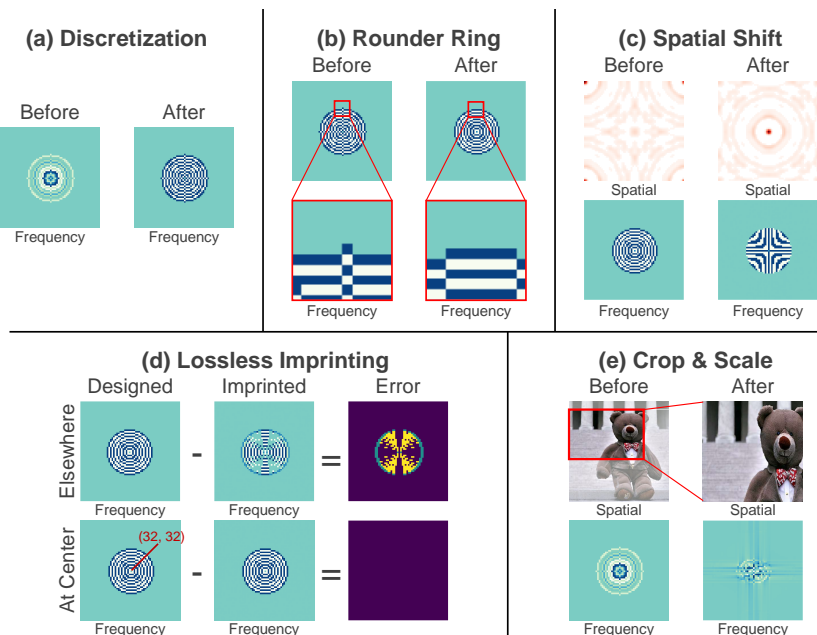 (a) Discretization
Before After
Frequency Frequency
(b) Rounder Ring
Before After
Frequency Frequency
(c) Spatial Shift
Before After
Spatial Spatial
Frequency Frequency
(d) Lossless Imprinting
Designed Imprinted Error
Elsewhere
- =
Frequency Frequency
At Center
(32, 32)
- =
Frequency Frequency
(e) Crop & Scale
Before After
Spatial Spatial
Frequency Frequency